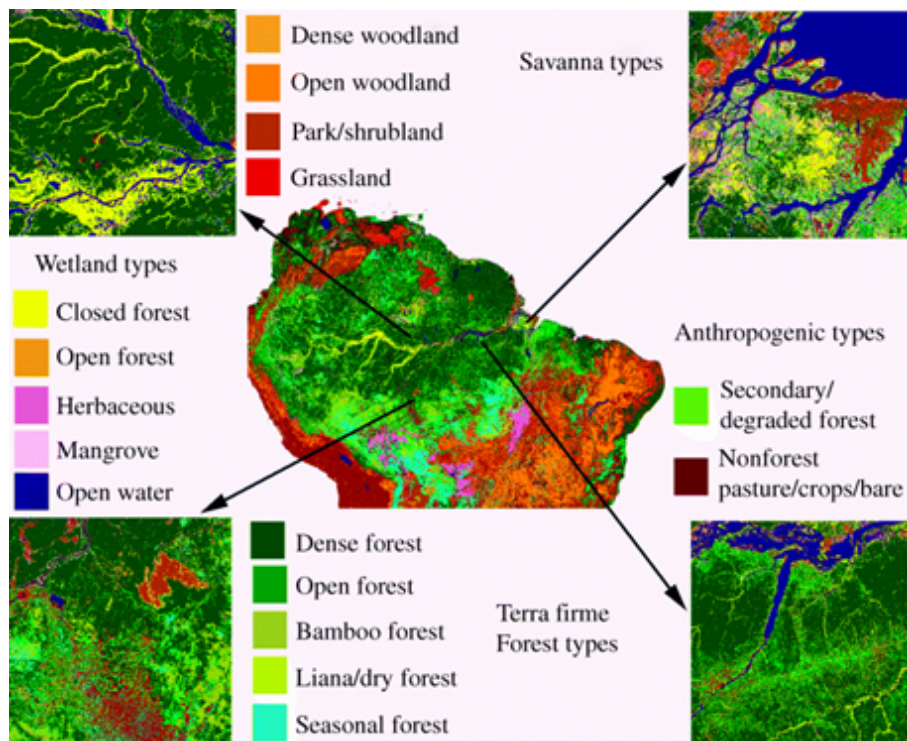 Dense woodland
Open woodland
Park/shrubland
Grassland
Savanna types
Wetland types
Closed forest
Open forest
Herbaceous
Mangrove
Open water
Anthropogenic types
Secondary/
degraded forest
Nonforest
pasture/crops/bare
Dense forest
Open forest
Bamboo forest
Liana/dry forest
Seasonal forest
Terra firme
Forest types